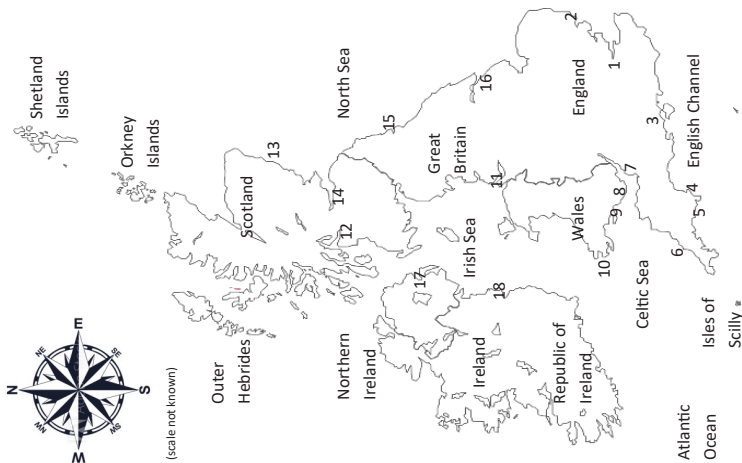 N
NE
E
SE
S
SW
W
NW
(scale not known)
Shetland
Islands
Orkney
Islands
Outer
Hebrides
Scotland
13
North Sea
14
12
15
Northern
Ireland
17
Great
Britain
16
Irish Sea
11
Ireland
18
2
England
Wales
Republic of
Ireland
9
8
7
10
1
Celtic Sea
3
6
5
4
English Channel
Atlantic
Ocean
Isles of
Scilly